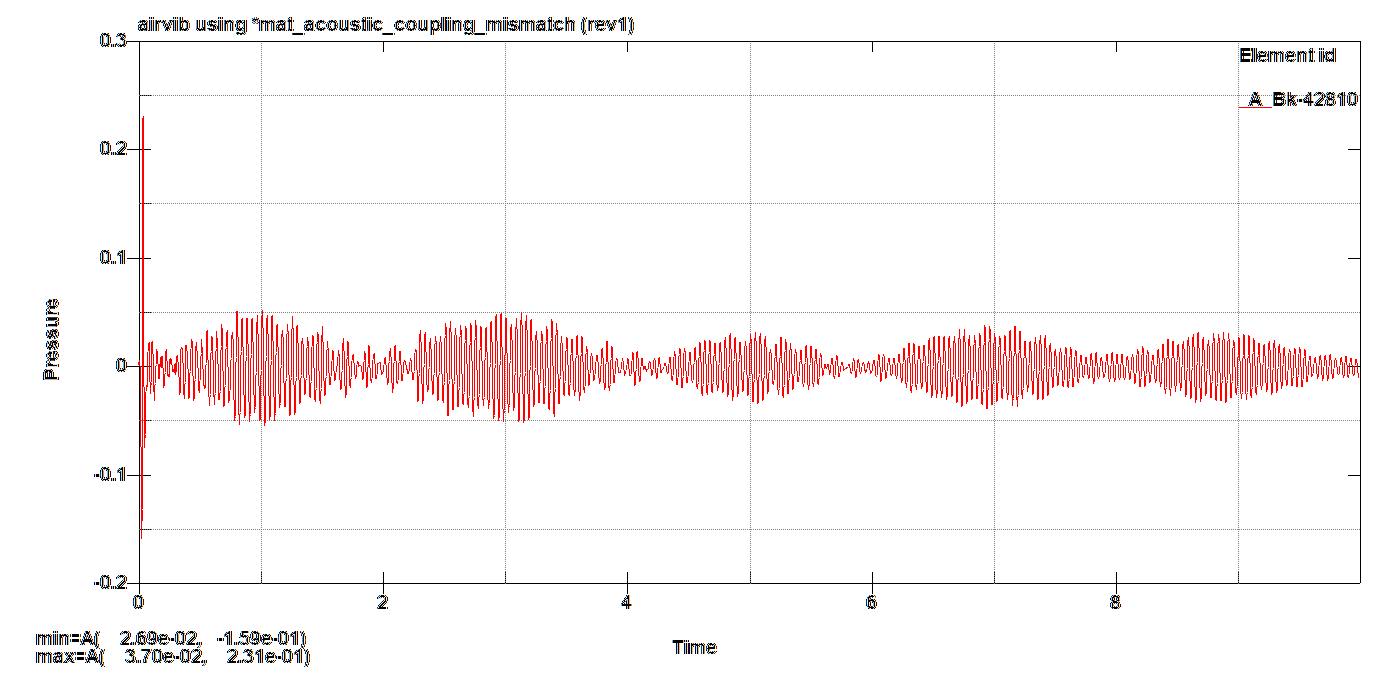 airvib using *mat_acoustic_coupling_mismatch (rev1)
0.3
Element id
_A_Bk-42810
0.2
0.1
Pressure
0
-0.1
-0.2
0 2 4 6 8
min=A( 2.69e-02, -1.59e-01)
max=A( 3.70e-02, 2.31e-01)
Time